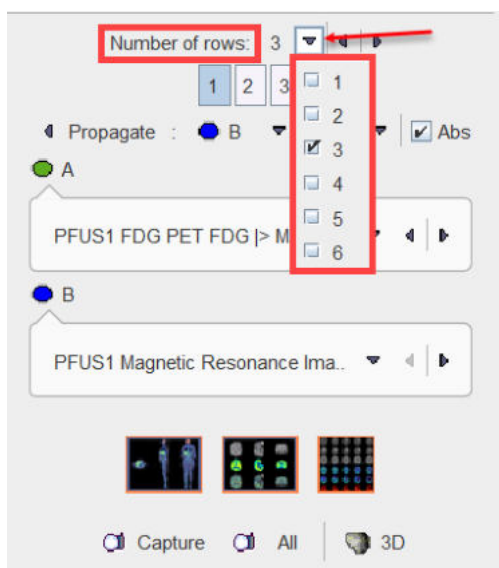 Number of rows: 3
1 2 3
1
2
3
4
5
6
Propagate : B Abs
A
PFUS1 FDG PET FDG |> M
B
PFUS1 Magnetic Resonance Ima..
Capture All 3D